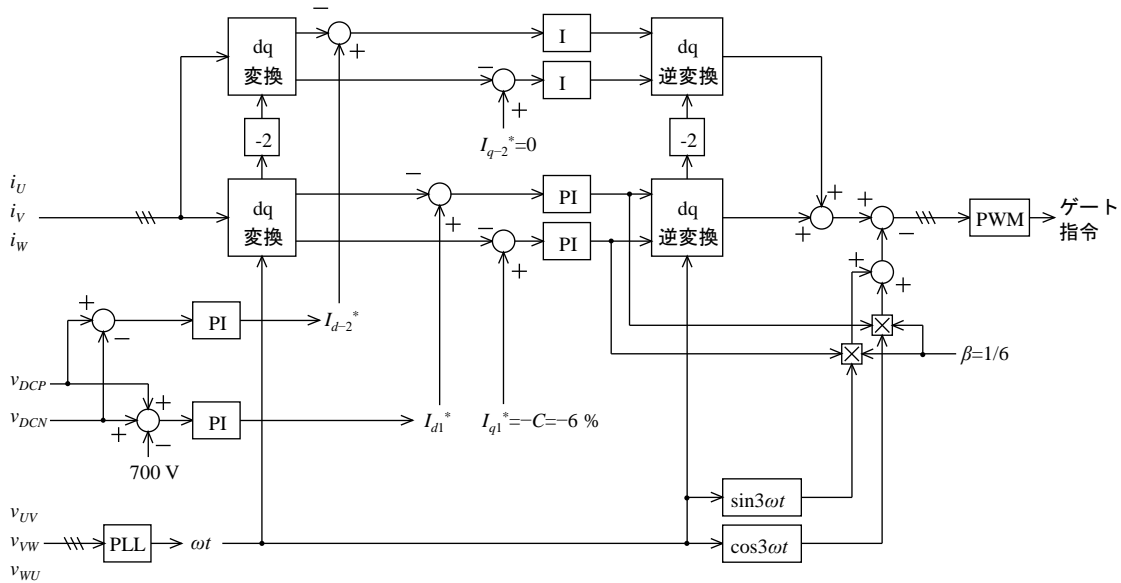 − + − +
dq
変換
I
I
dq
逆変換
-2
-2
I_{q−2}^*=0
i_U
i_V
i_W
dq
変換
− + − +
PI
PI
dq
逆変換
+ + + −
PWM
ゲート
指令
+ +
+ −
PI
I_{d−2}^*
× ×
β=1/6
v_{DCP}
v_{DCN}
+ + −
PI
I_{d1}^*
I_{q1}^*=−C=−6 %
700 V
v_{UV}
v_{VW}
v_{WU}
PLL
ωt
sin3ωt
cos3ωt